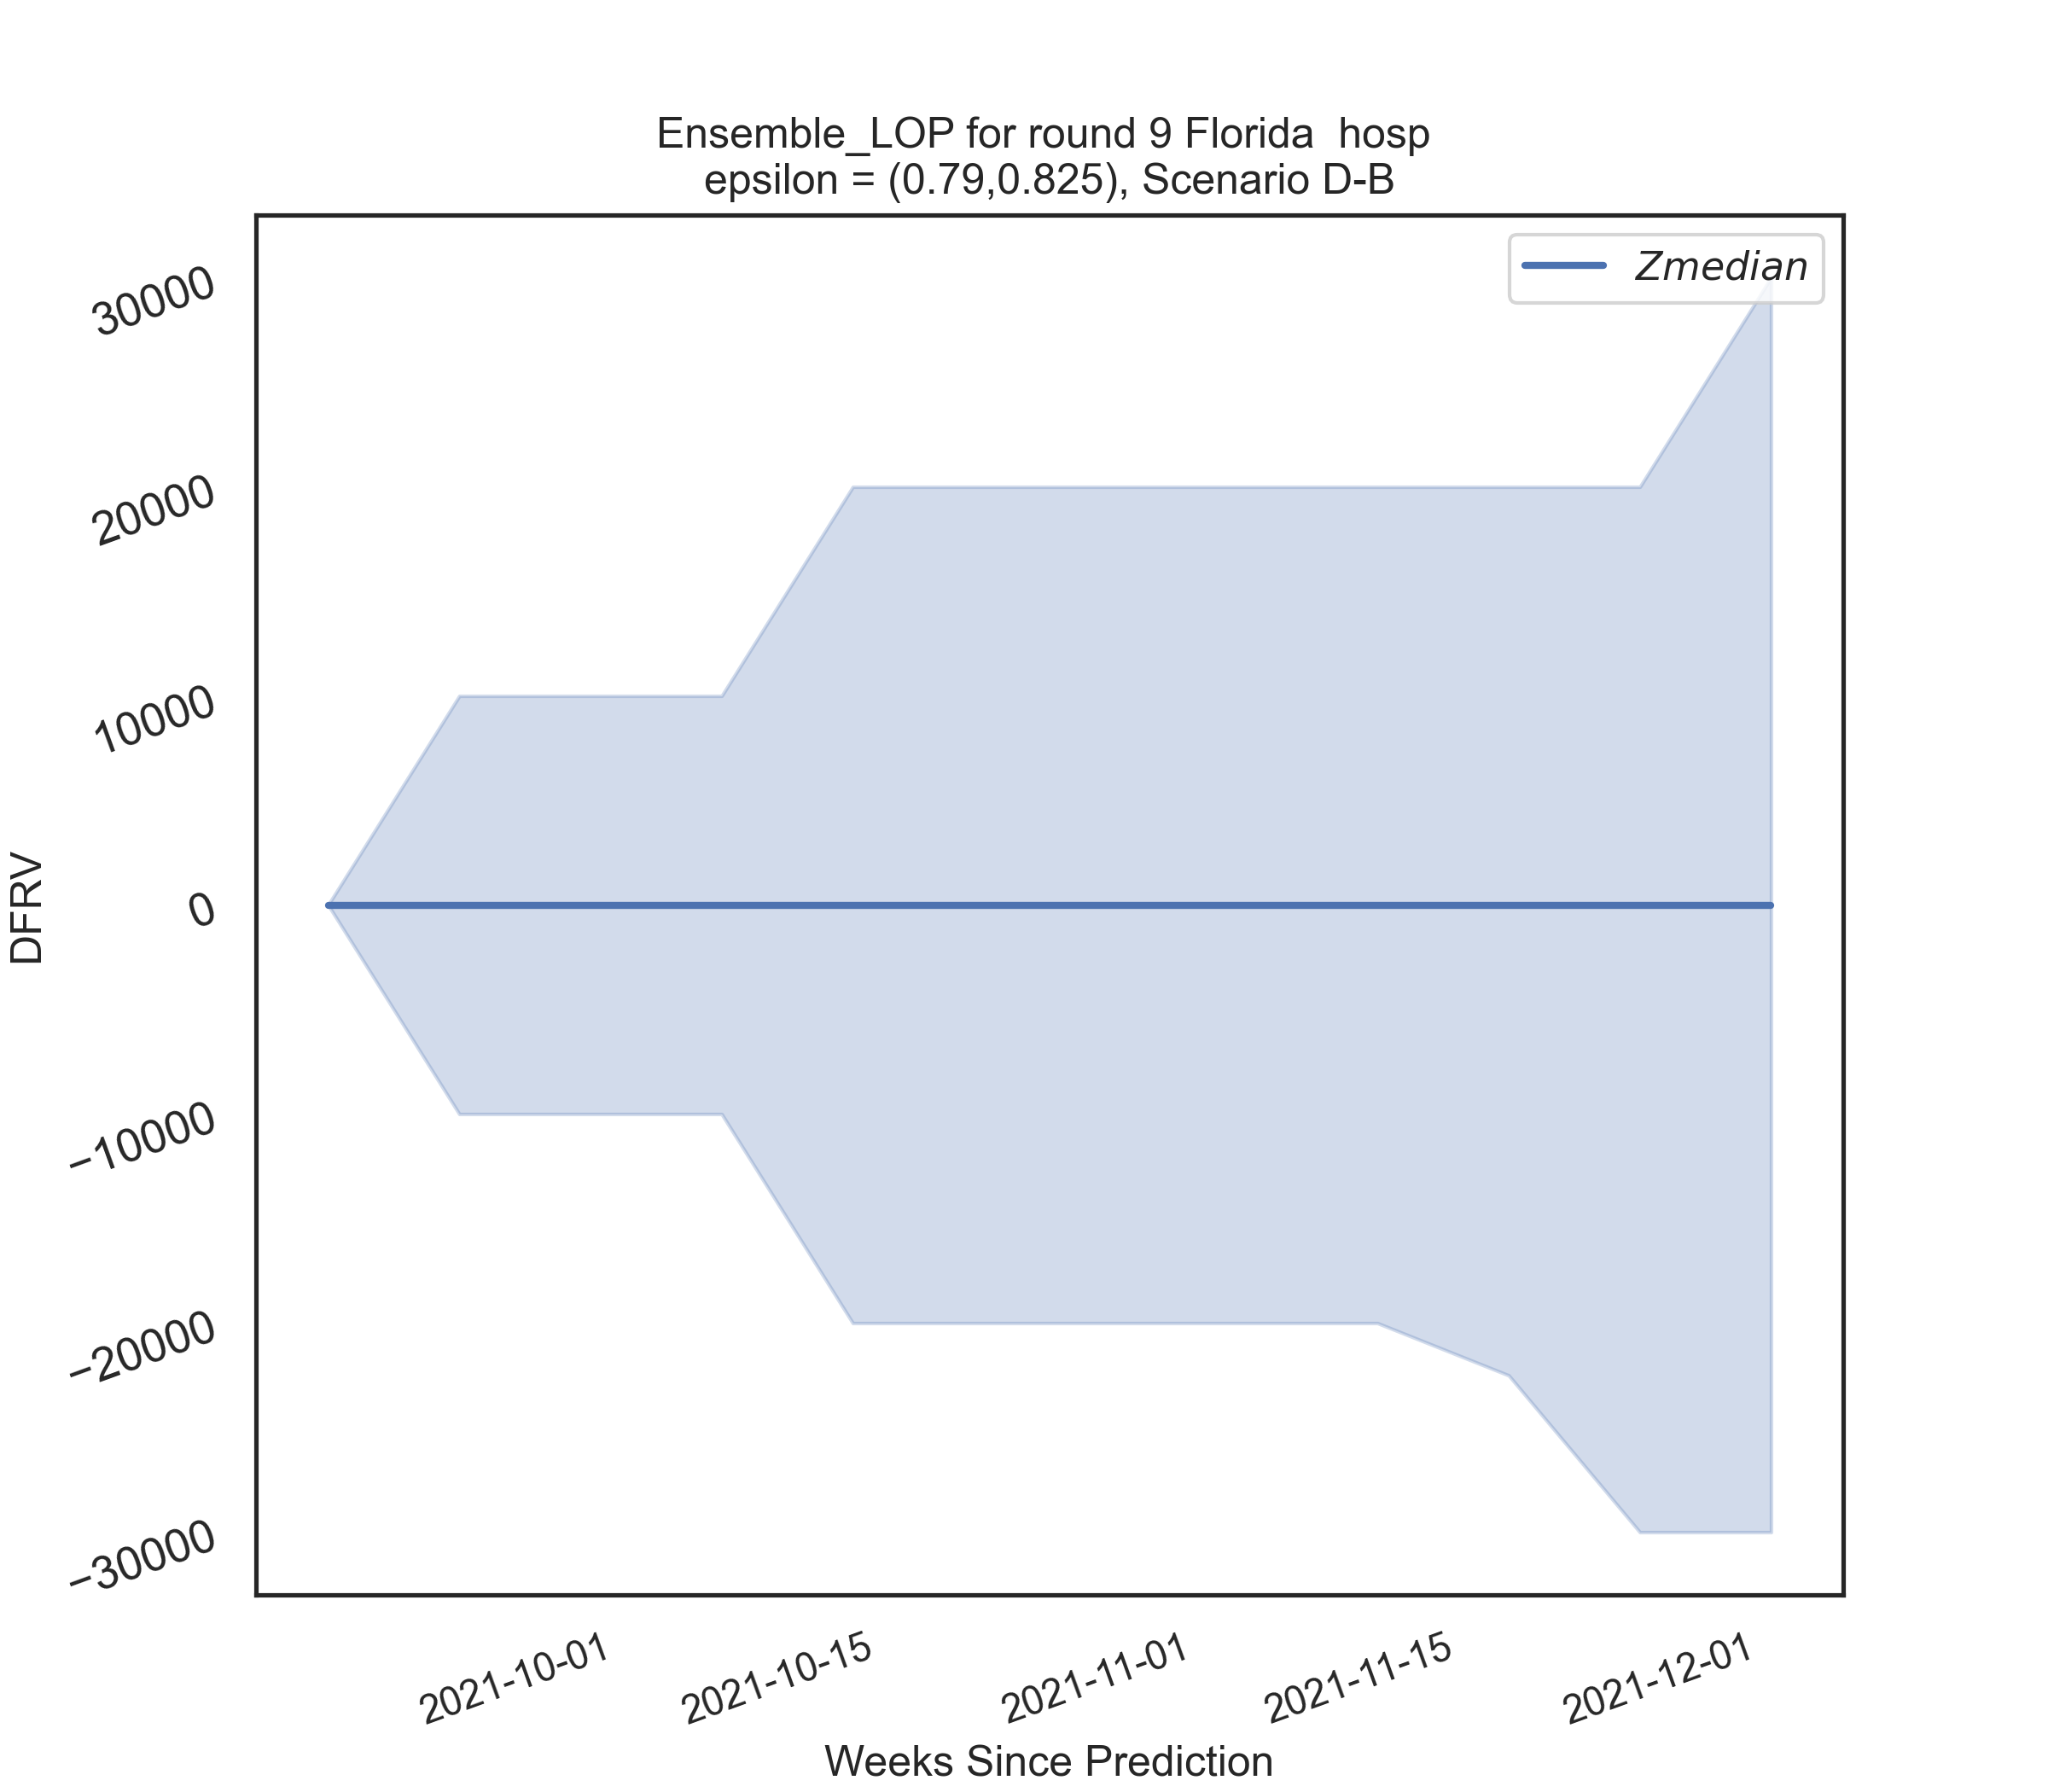 Ensemble_LOP for round 9 Florida  hosp
epsilon = (0.79,0.825), Scenario D-B
Zmedian
30000
20000
10000
0
−10000
−20000
−30000
DFRV
2021-10-01
2021-10-15
2021-11-01
2021-11-15
2021-12-01
Weeks Since Prediction